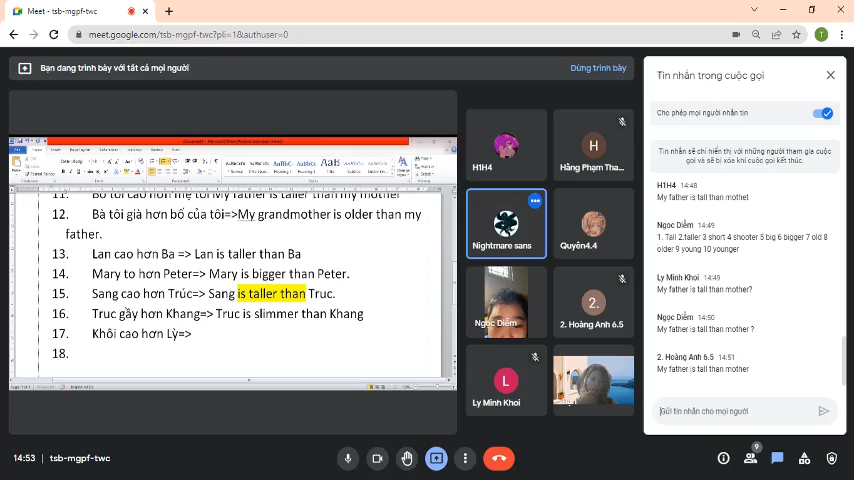 Meet - tsb-mgpf-twc
meet.google.com/tsb-mgpf-twc?pli=1&authuser=0
T
Bạn đang trình bày với tất cả mọi người
Dừng trình bày
11. Bố tôi cao hơn mẹ tôi My father is taller than my mother
12. Bà tôi già hơn bố của tôi=>My grandmother is older than my
father.
13. Lan cao hơn Ba => Lan is taller than Ba
14. Mary to hơn Peter=> Mary is bigger than Peter.
15. Sang cao hơn Trúc=> Sang is taller than Truc.
16. Truc gầy hơn Khang=> Truc is slimmer than Khang
17. Khôi cao hơn Lỳ=>
18.
H1H4
H
Hằng Phạm Tha...
Nightmare sans
Quyên4.4
Ngọc Diễm
2.
2. Hoàng Anh 6.5
L
Ly Minh Khoi
Bạn
Tin nhắn trong cuộc gọi
Cho phép mọi người nhắn tin
Tin nhắn sẽ chỉ hiển thị với những người tham gia cuộc
gọi và sẽ bị xóa khi cuộc gọi kết thúc.
H1H4 14:48
My father is tall than mothet
Ngọc Diễm 14:49
1. Tall 2.taller 3 short 4 shooter 5 big 6 bigger 7 old 8
older 9 young 10 younger
Ly Minh Khoi 14:49
My father is tall than mother?
Ngọc Diễm 14:50
My father is tall than mother ?
2. Hoàng Anh 6.5 14:51
My father is tall than mother
Gửi tin nhắn cho mọi người
14:53 tsb-mgpf-twc
9